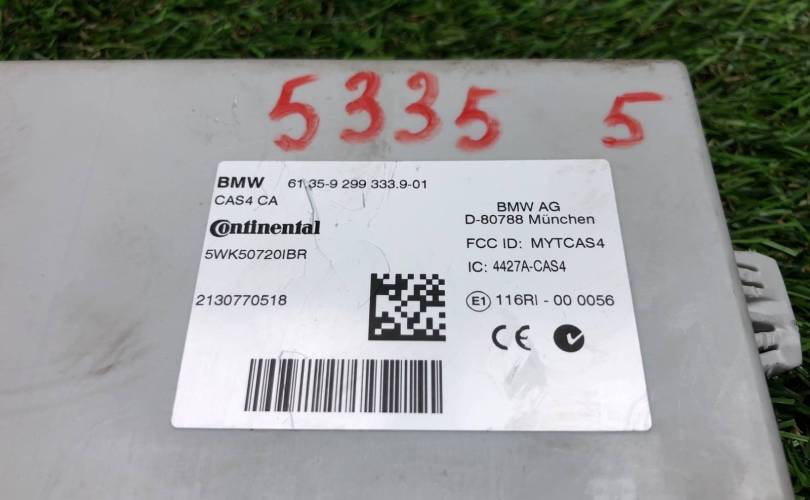 5335 5
BMW 61.35-9 299 333.9-01
CAS4 CA
Continental
5WK50720IBR
2130770518
BMW AG
D-80788 München
FCC ID: MYTCAS4
IC: 4427A-CAS4
E1 116RI - 00 0056
CE